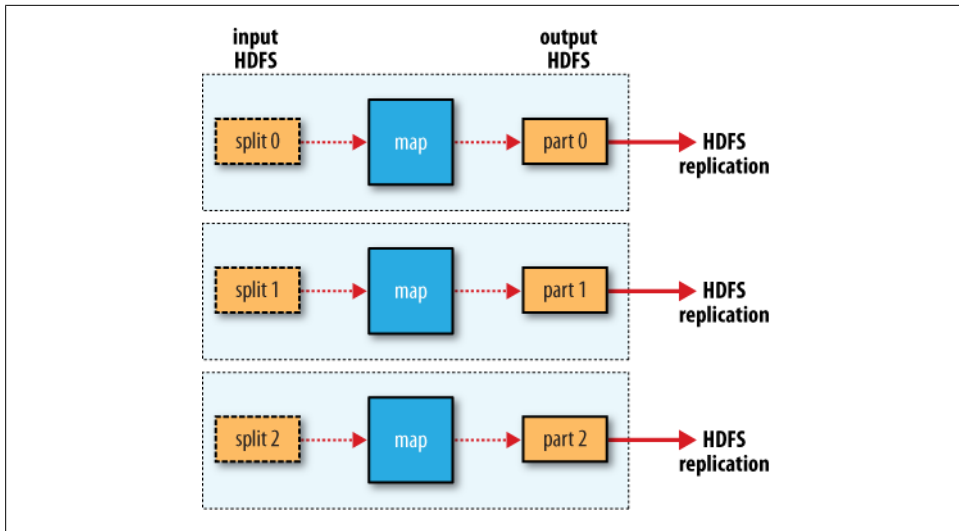 input
HDFS
output
HDFS
split 0
map
part 0
HDFS
replication
split 1
map
part 1
HDFS
replication
split 2
map
part 2
HDFS
replication